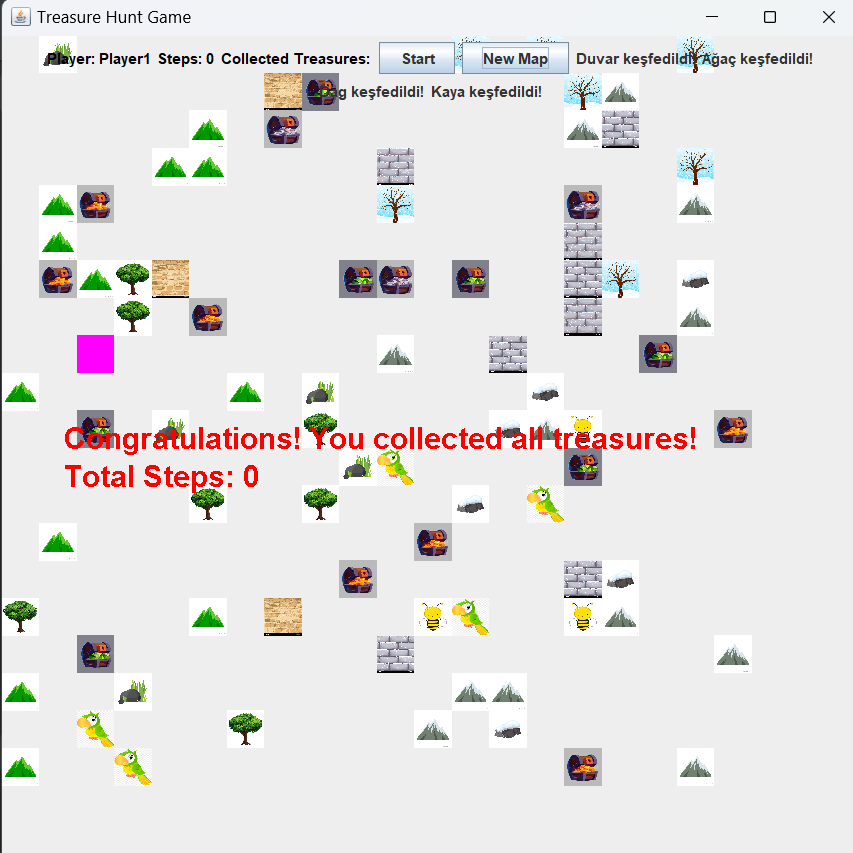 Treasure Hunt Game
Player: Player1 Steps: 0 Collected Treasures: Start New Map Duvar keşfedildi! Ağaç keşfedildi!
keşfedildi! Kaya keşfedildi!
Congratulations! You collected all treasures!
Total Steps: 0